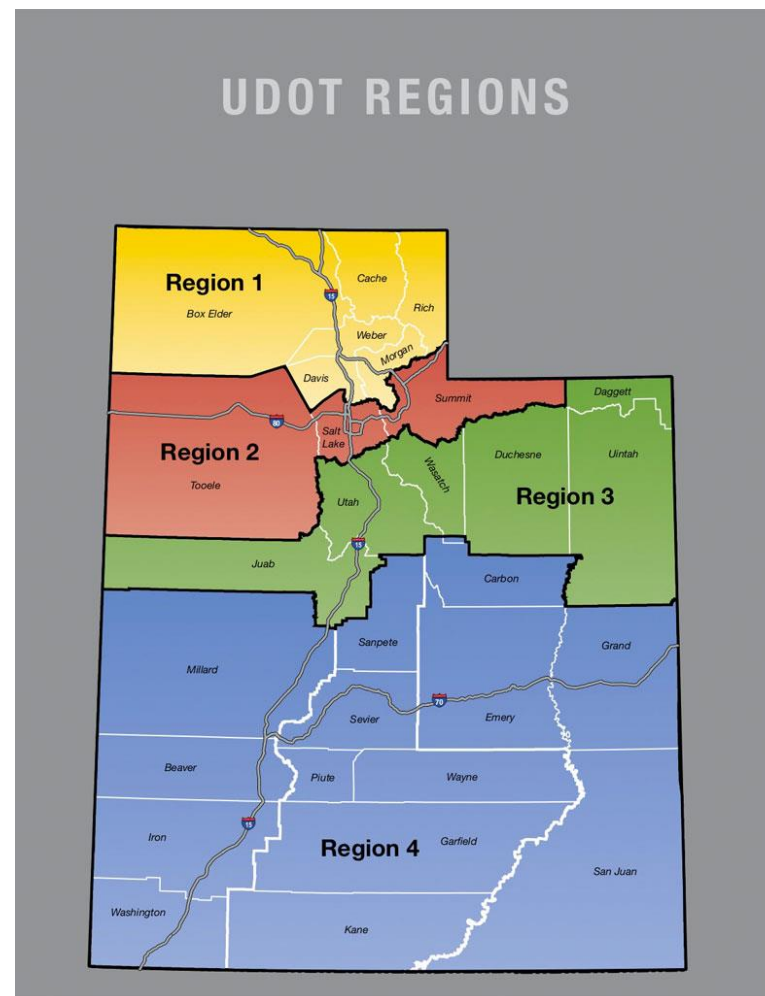 UDOT REGIONS
Region 1
Cache
15
Box Elder
Rich
Weber
Morgan
Davis
Daggett
Summit
80
Salt
Lake
Region 2
Duchesne
Uintah
Wasatch
Tooele
Region 3
Utah
15
Juab
Carbon
Sanpete
Grand
Millard
70
Sevier
Emery
Beaver
Piute
Wayne
15
Iron
Region 4
Garfield
San Juan
Washington
Kane